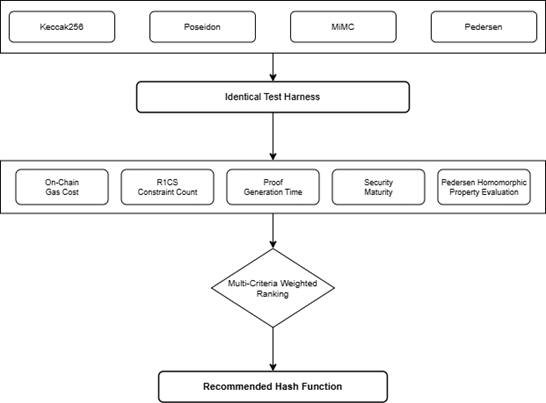 Keccak256
Poseidon
MiMC
Pedersen
Identical Test Harness
On-Chain
Gas Cost
R1CS
Constraint Count
Proof
Generation Time
Security
Maturity
Pedersen Homomorphic
Property Evaluation
Multi-Criteria Weighted
Ranking
Recommended Hash Function